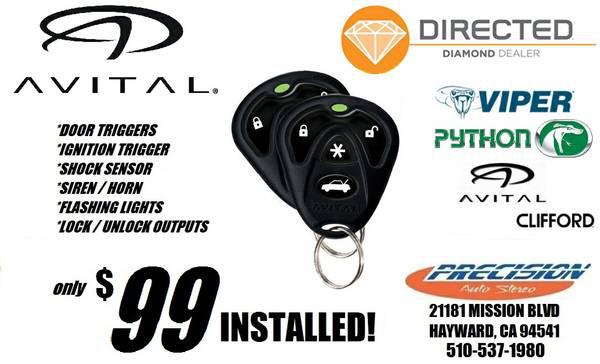 AVITAL®
*DOOR TRIGGERS
*IGNITION TRIGGER
*SHOCK SENSOR
*SIREN / HORN
*FLASHING LIGHTS
*LOCK / UNLOCK OUTPUTS
only $99 INSTALLED!
AVITAL
DIRECTED
DIAMOND DEALER
VIPER®
PYTHON
AVITAL
CLIFFORD
PRECISION
Auto Stereo
21181 MISSION BLVD
HAYWARD, CA 94541
510-537-1980